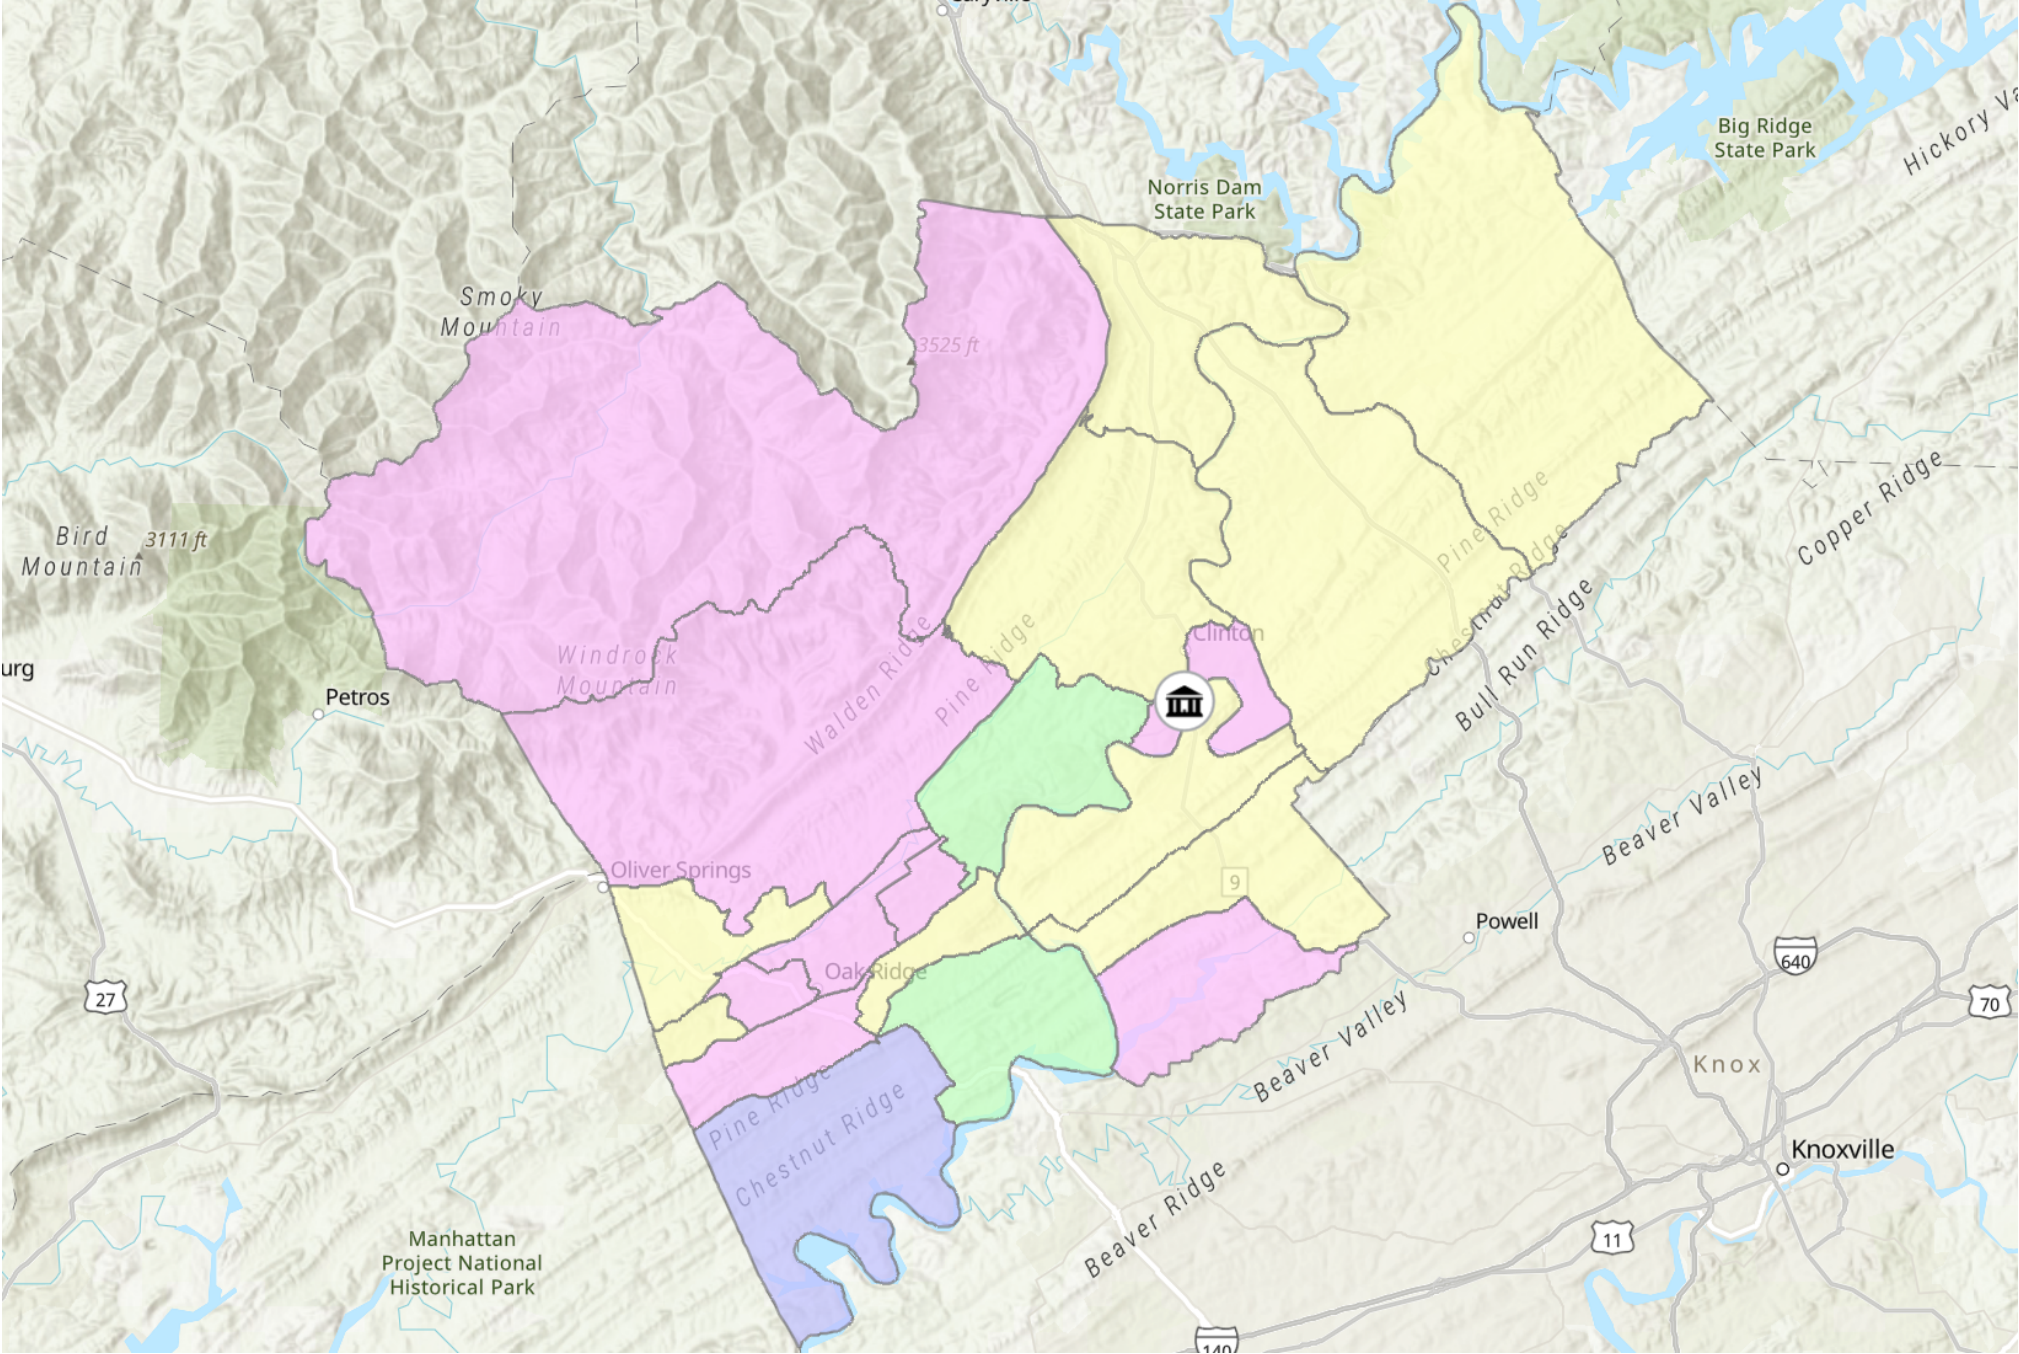 Caryville
Big Ridge
State Park
Hickory Va
Norris Dam
State Park
Smoky
Mountain
3525 ft
Copper Ridge
Pine Ridge
Chestnut Ridge
Bird
Mountain
3111 ft
Bull Run Ridge
Clinton
Pine Ridge
Walden Ridge
Windrock
Mountain
urg
Petros
Beaver Valley
Oliver Springs
9
Powell
640
Oak Ridge
27
70
Beaver Valley
Knox
Pine Ridge
Chestnut Ridge
Knoxville
Beaver Ridge
Manhattan
Project National
Historical Park
11
140